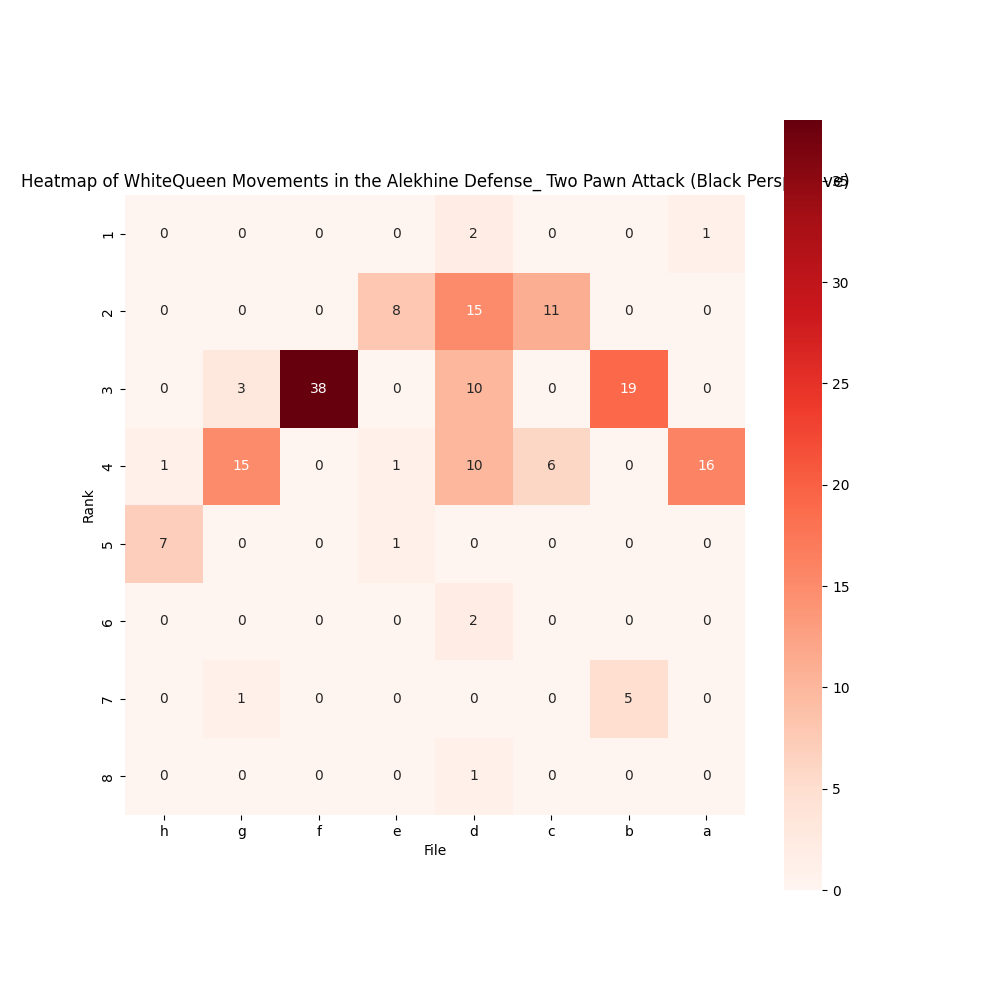 Heatmap of WhiteQueen Movements in the Alekhine Defense_ Two Pawn Attack (Black
35
1 0 0 0 0 2 0 0 1
30
2 0 0 0 8 15 11 0 0
25
3 0 3 38 0 10 0 19 0
20
4 1 15 0 1 10 6 0 16
Rank
15
5 7 0 0 1 0 0 0 0
6 0 0 0 0 2 0 0 0
10
7 0 1 0 0 0 0 5 0
5
8 0 0 0 0 1 0 0 0
h g f e d c b a
File
0